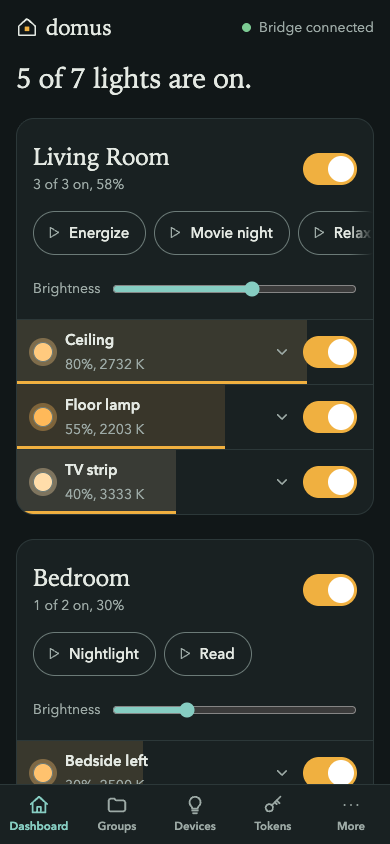 domus
Bridge connected
5 of 7 lights are on.
Living Room
3 of 3 on, 58%
Energize
Movie night
Relax
Brightness
Ceiling
80%, 2732 K
Floor lamp
55%, 2203 K
TV strip
40%, 3333 K
Bedroom
1 of 2 on, 30%
Nightlight
Read
Brightness
Bedside left
30%, 2500 K
Dashboard
Groups
Devices
Tokens
More